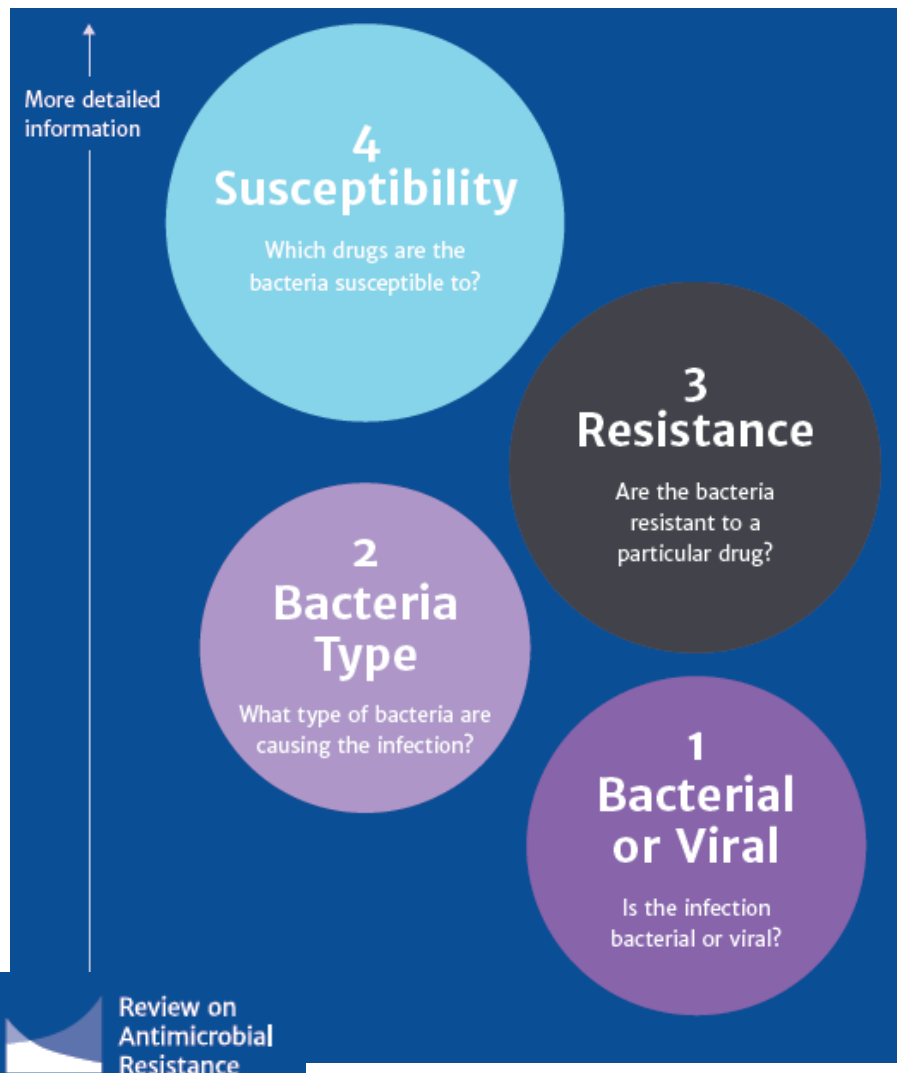 More detailed
information
4
Susceptibility
Which drugs are the
bacteria susceptible to?
3
Resistance
Are the bacteria
resistant to a
particular drug?
2
Bacteria
Type
What type of bacteria are
causing the infection?
1
Bacterial
or Viral
Is the infection
bacterial or viral?
Review on
Antimicrobial
Resistance